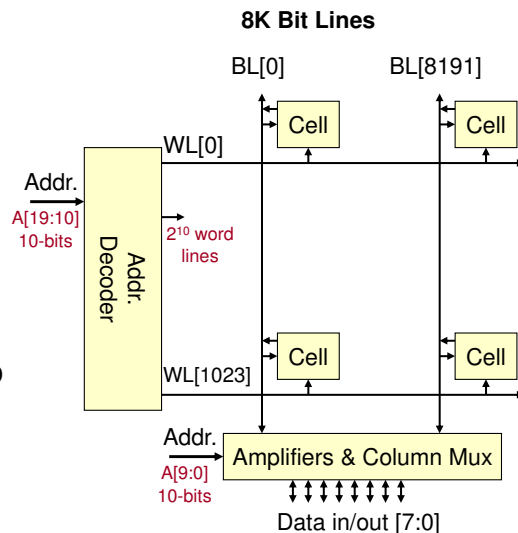 8K Bit Lines
BL[0]
BL[8191]
Cell
Cell
WL[0]
Addr.
A[19:10]
10-bits
Addr.
Decoder
2¹⁰ word
lines
Cell
Cell
WL[1023]
Addr.
A[9:0]
10-bits
Amplifiers & Column Mux
Data in/out [7:0]